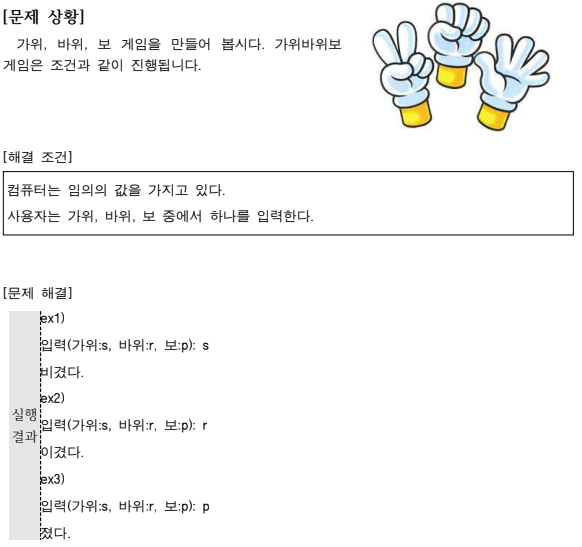 [문제 상황]
가위, 바위, 보 게임을 만들어 봅시다. 가위바위보
게임은 조건과 같이 진행됩니다.
[해결 조건]
컴퓨터는 임의의 값을 가지고 있다.
사용자는 가위, 바위, 보 중에서 하나를 입력한다.
[문제 해결]
실행
결과
ex1)
입력(가위:s, 바위:r, 보:p): s
비겼다.
ex2)
입력(가위:s, 바위:r, 보:p): r
이겼다.
ex3)
입력(가위:s, 바위:r, 보:p): p
졌다.